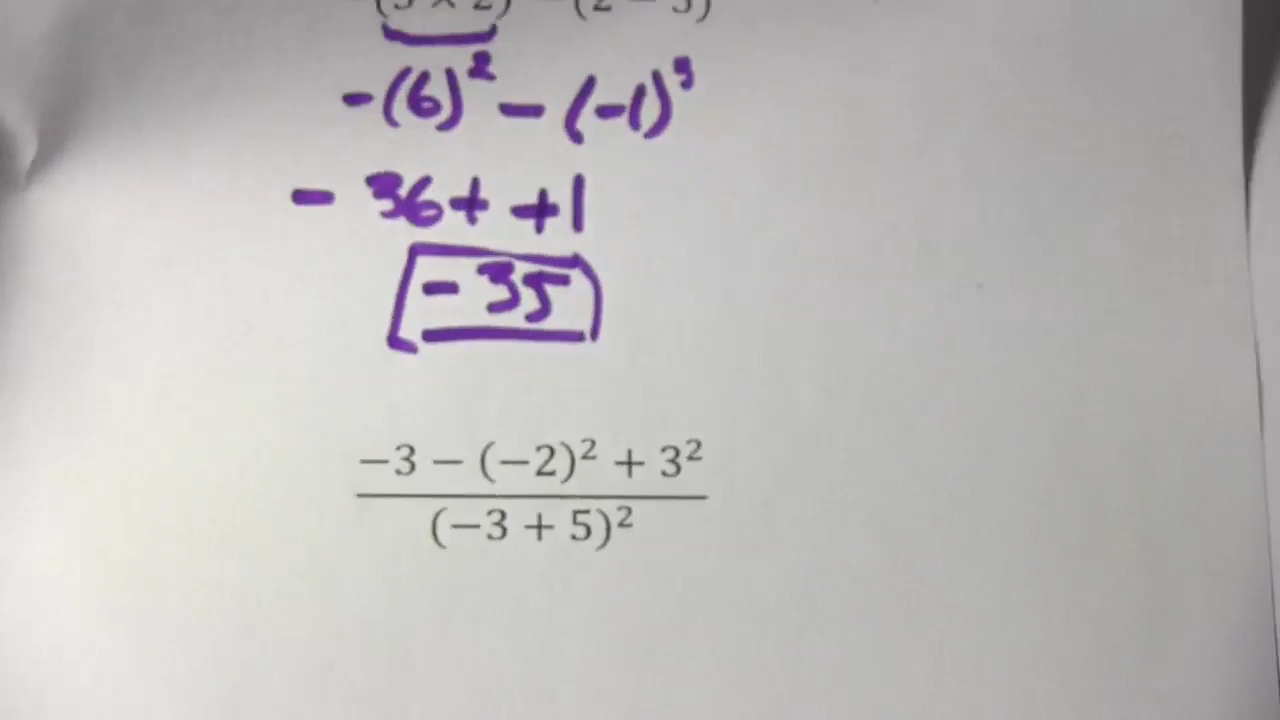 -(6)² - (-1)³
- 36 + +1
-35
−3 − (−2)² + 3²
(−3 + 5)²